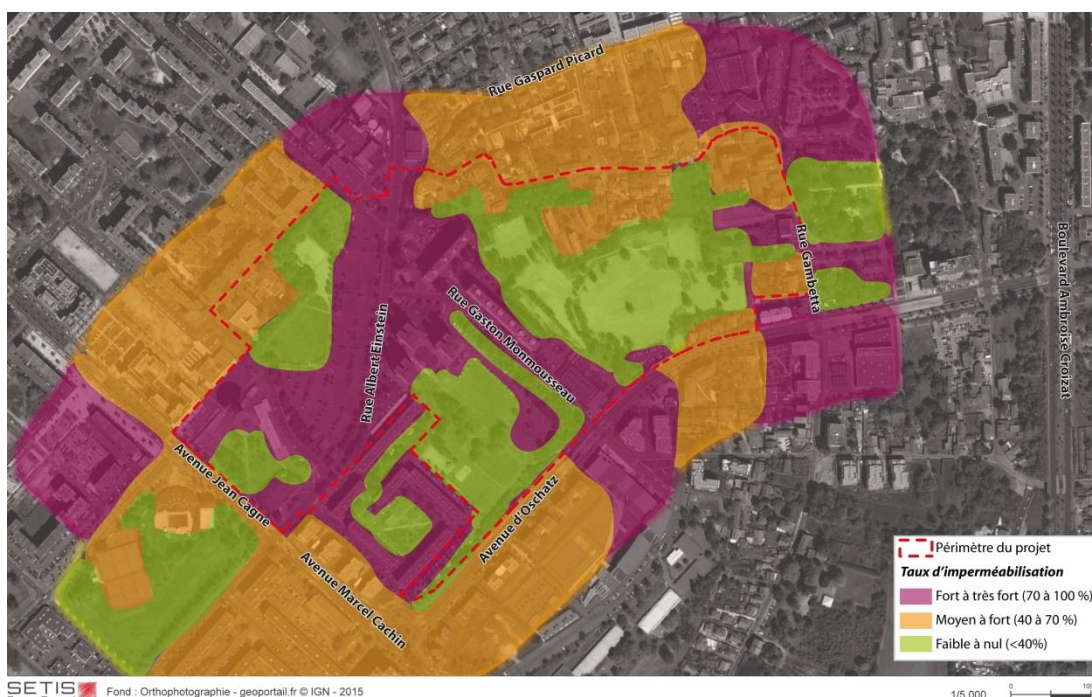 Rue Gaspard Picard
Rue Gambetta
Boulevard Ambroise Croizat
Rue Albert Einstein
Rue Gaston Monmousseau
Avenue Jean Cagne
Avenue Marcel Cachin
Avenue d'Oschatz
Périmètre du projet
Taux d'imperméabilisation
Fort à très fort (70 à 100 %)
Moyen à fort (40 à 70 %)
Faible à nul (<40%)
SETIS
Fond : Orthophotographie - geoportail.fr © IGN - 2015
1/5 000
0